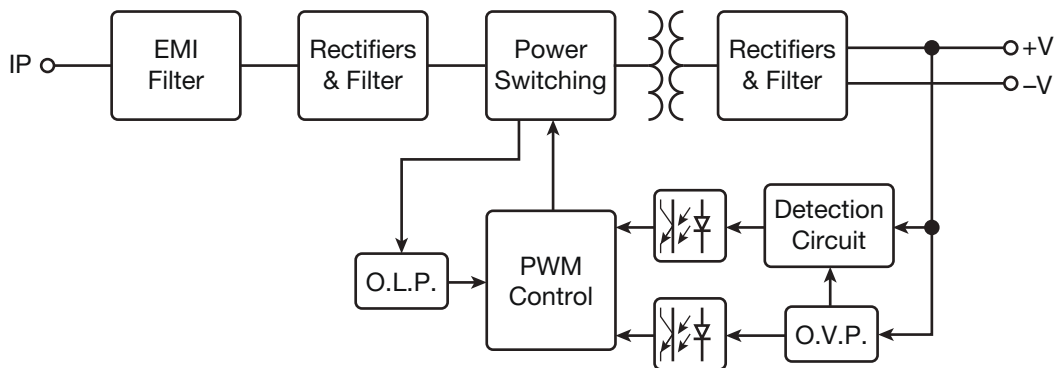 IP
EMI
Filter
Rectifiers
& Filter
Power
Switching
Rectifiers
& Filter
+V
–V
O.L.P.
PWM
Control
Detection
Circuit
O.V.P.